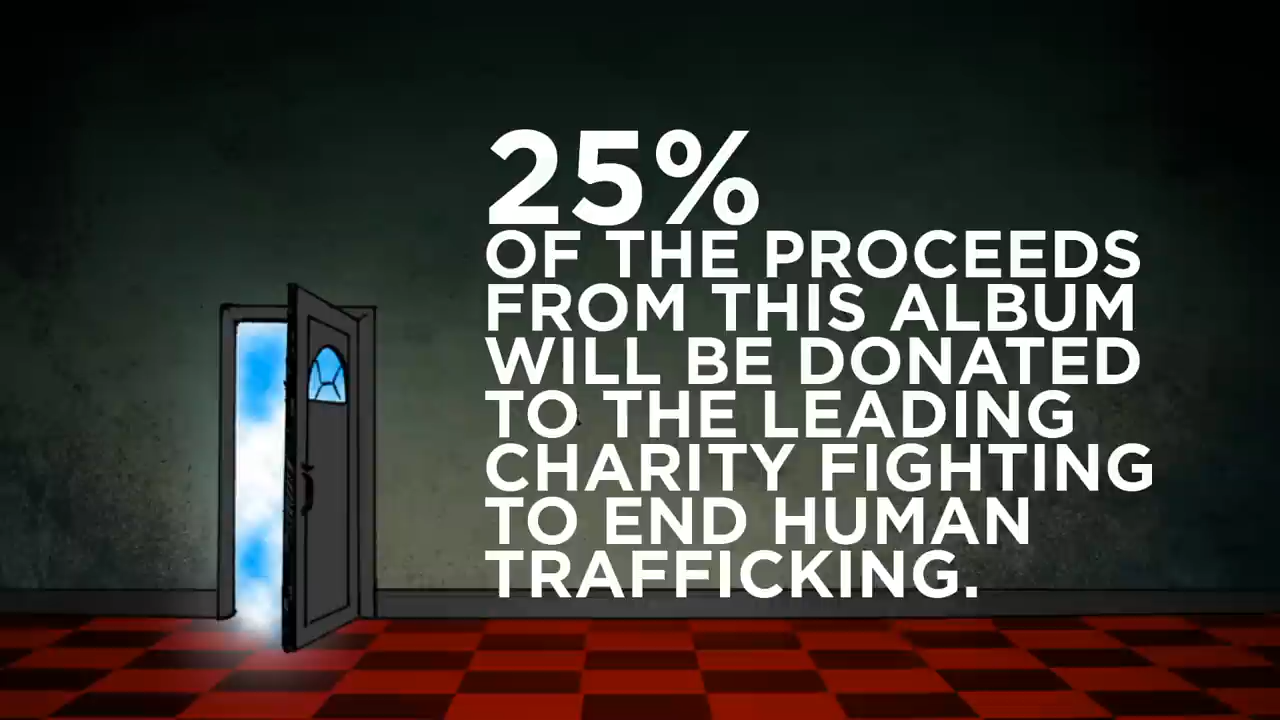 25%
OF THE PROCEEDS
FROM THIS ALBUM
WILL BE DONATED
TO THE LEADING
CHARITY FIGHTING
TO END HUMAN
TRAFFICKING.